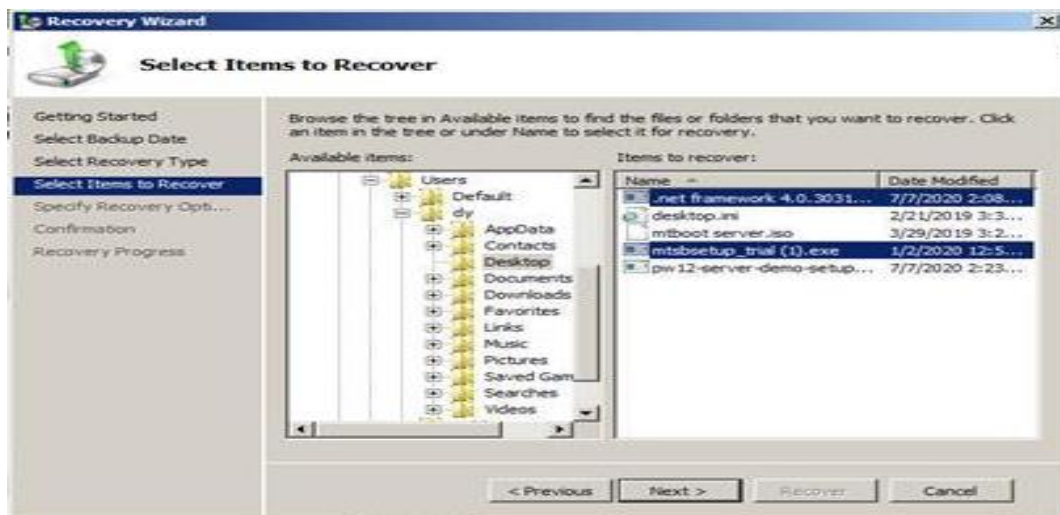 Recovery Wizard
Select Items to Recover
Getting Started
Select Backup Date
Select Recovery Type
Select Items to Recover
Specify Recovery Opti...
Confirmation
Recovery Progress
Browse the tree in Available items to find the files or folders that you want to recover. Click
an item in the tree or under Name to select it for recovery.
Available items:
Users
Default
dy
AppData
Contacts
Desktop
Documents
Downloads
Favorites
Links
Music
Pictures
Saved Gam
Searches
Videos
Items to recover:
Name Date Modified
.net framework 4.0.3031... 7/7/2020 2:08...
desktop.ini 2/21/2019 3:3...
mtboot server.iso 3/29/2019 3:2...
mtsbsetup_trial (1).exe 1/2/2020 12:5...
pw12-server-demo-setup... 7/7/2020 2:23...
< Previous
Next >
Recover
Cancel